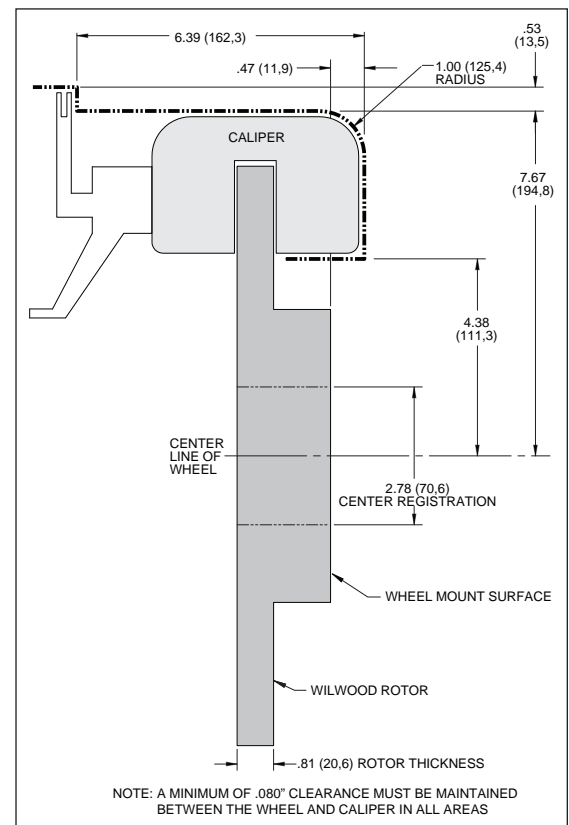 6.39 (162,3)
.53
(13,5)
.47 (11,9)
1.00 (125,4)
RADIUS
CALIPER
7.67
(194,8)
4.38
(111,3)
CENTER
LINE OF
WHEEL
2.78 (70,6)
CENTER REGISTRATION
WHEEL MOUNT SURFACE
WILWOOD ROTOR
.81 (20,6) ROTOR THICKNESS
NOTE: A MINIMUM OF .080" CLEARANCE MUST BE MAINTAINED
BETWEEN THE WHEEL AND CALIPER IN ALL AREAS